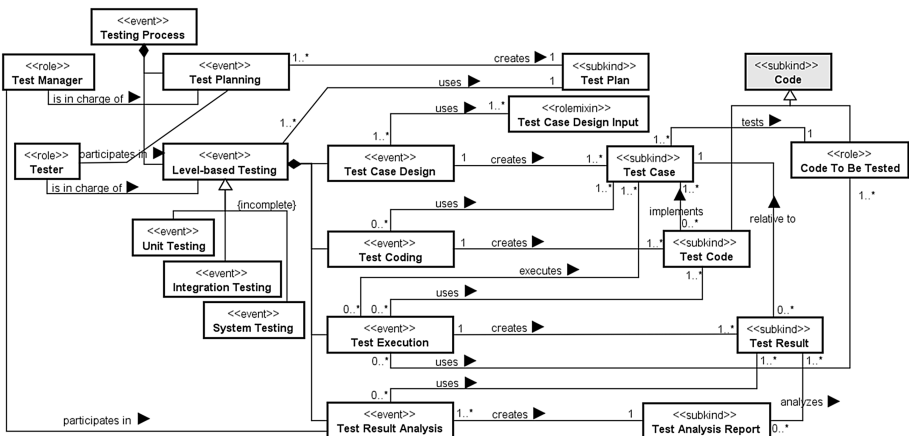 <<event>>
Testing Process
<<role>>
Test Manager
<<event>>
Test Planning
1..*
creates
1
<<subkind>>
Test Plan
<<subkind>>
Code
is in charge of
uses
1
1..*
uses
1..*
<<rolemixin>>
Test Case Design Input
1..*
tests
1
1..*
<<role>>
Tester
participates in
<<event>>
Level-based Testing
<<event>>
Test Case Design
1
creates
1..*
<<subkind>>
Test Case
1
<<role>>
Code To Be Tested
1..*
is in charge of
{incomplete}
<<event>>
Unit Testing
<<event>>
Integration Testing
<<event>>
System Testing
uses
0..*
1..*
1..*
1..*
implements
relative to
0..*
<<event>>
Test Coding
1
creates
1..*
<<subkind>>
Test Code
1..*
executes
0..*
0..*
uses
0..*
<<event>>
Test Execution
1
creates
1..*
<<subkind>>
Test Result
0..*
uses
1..*
1..*
uses
0..*
participates in
<<event>>
Test Result Analysis
1..*
creates
1
<<subkind>>
Test Analysis Report
analyzes
0..*